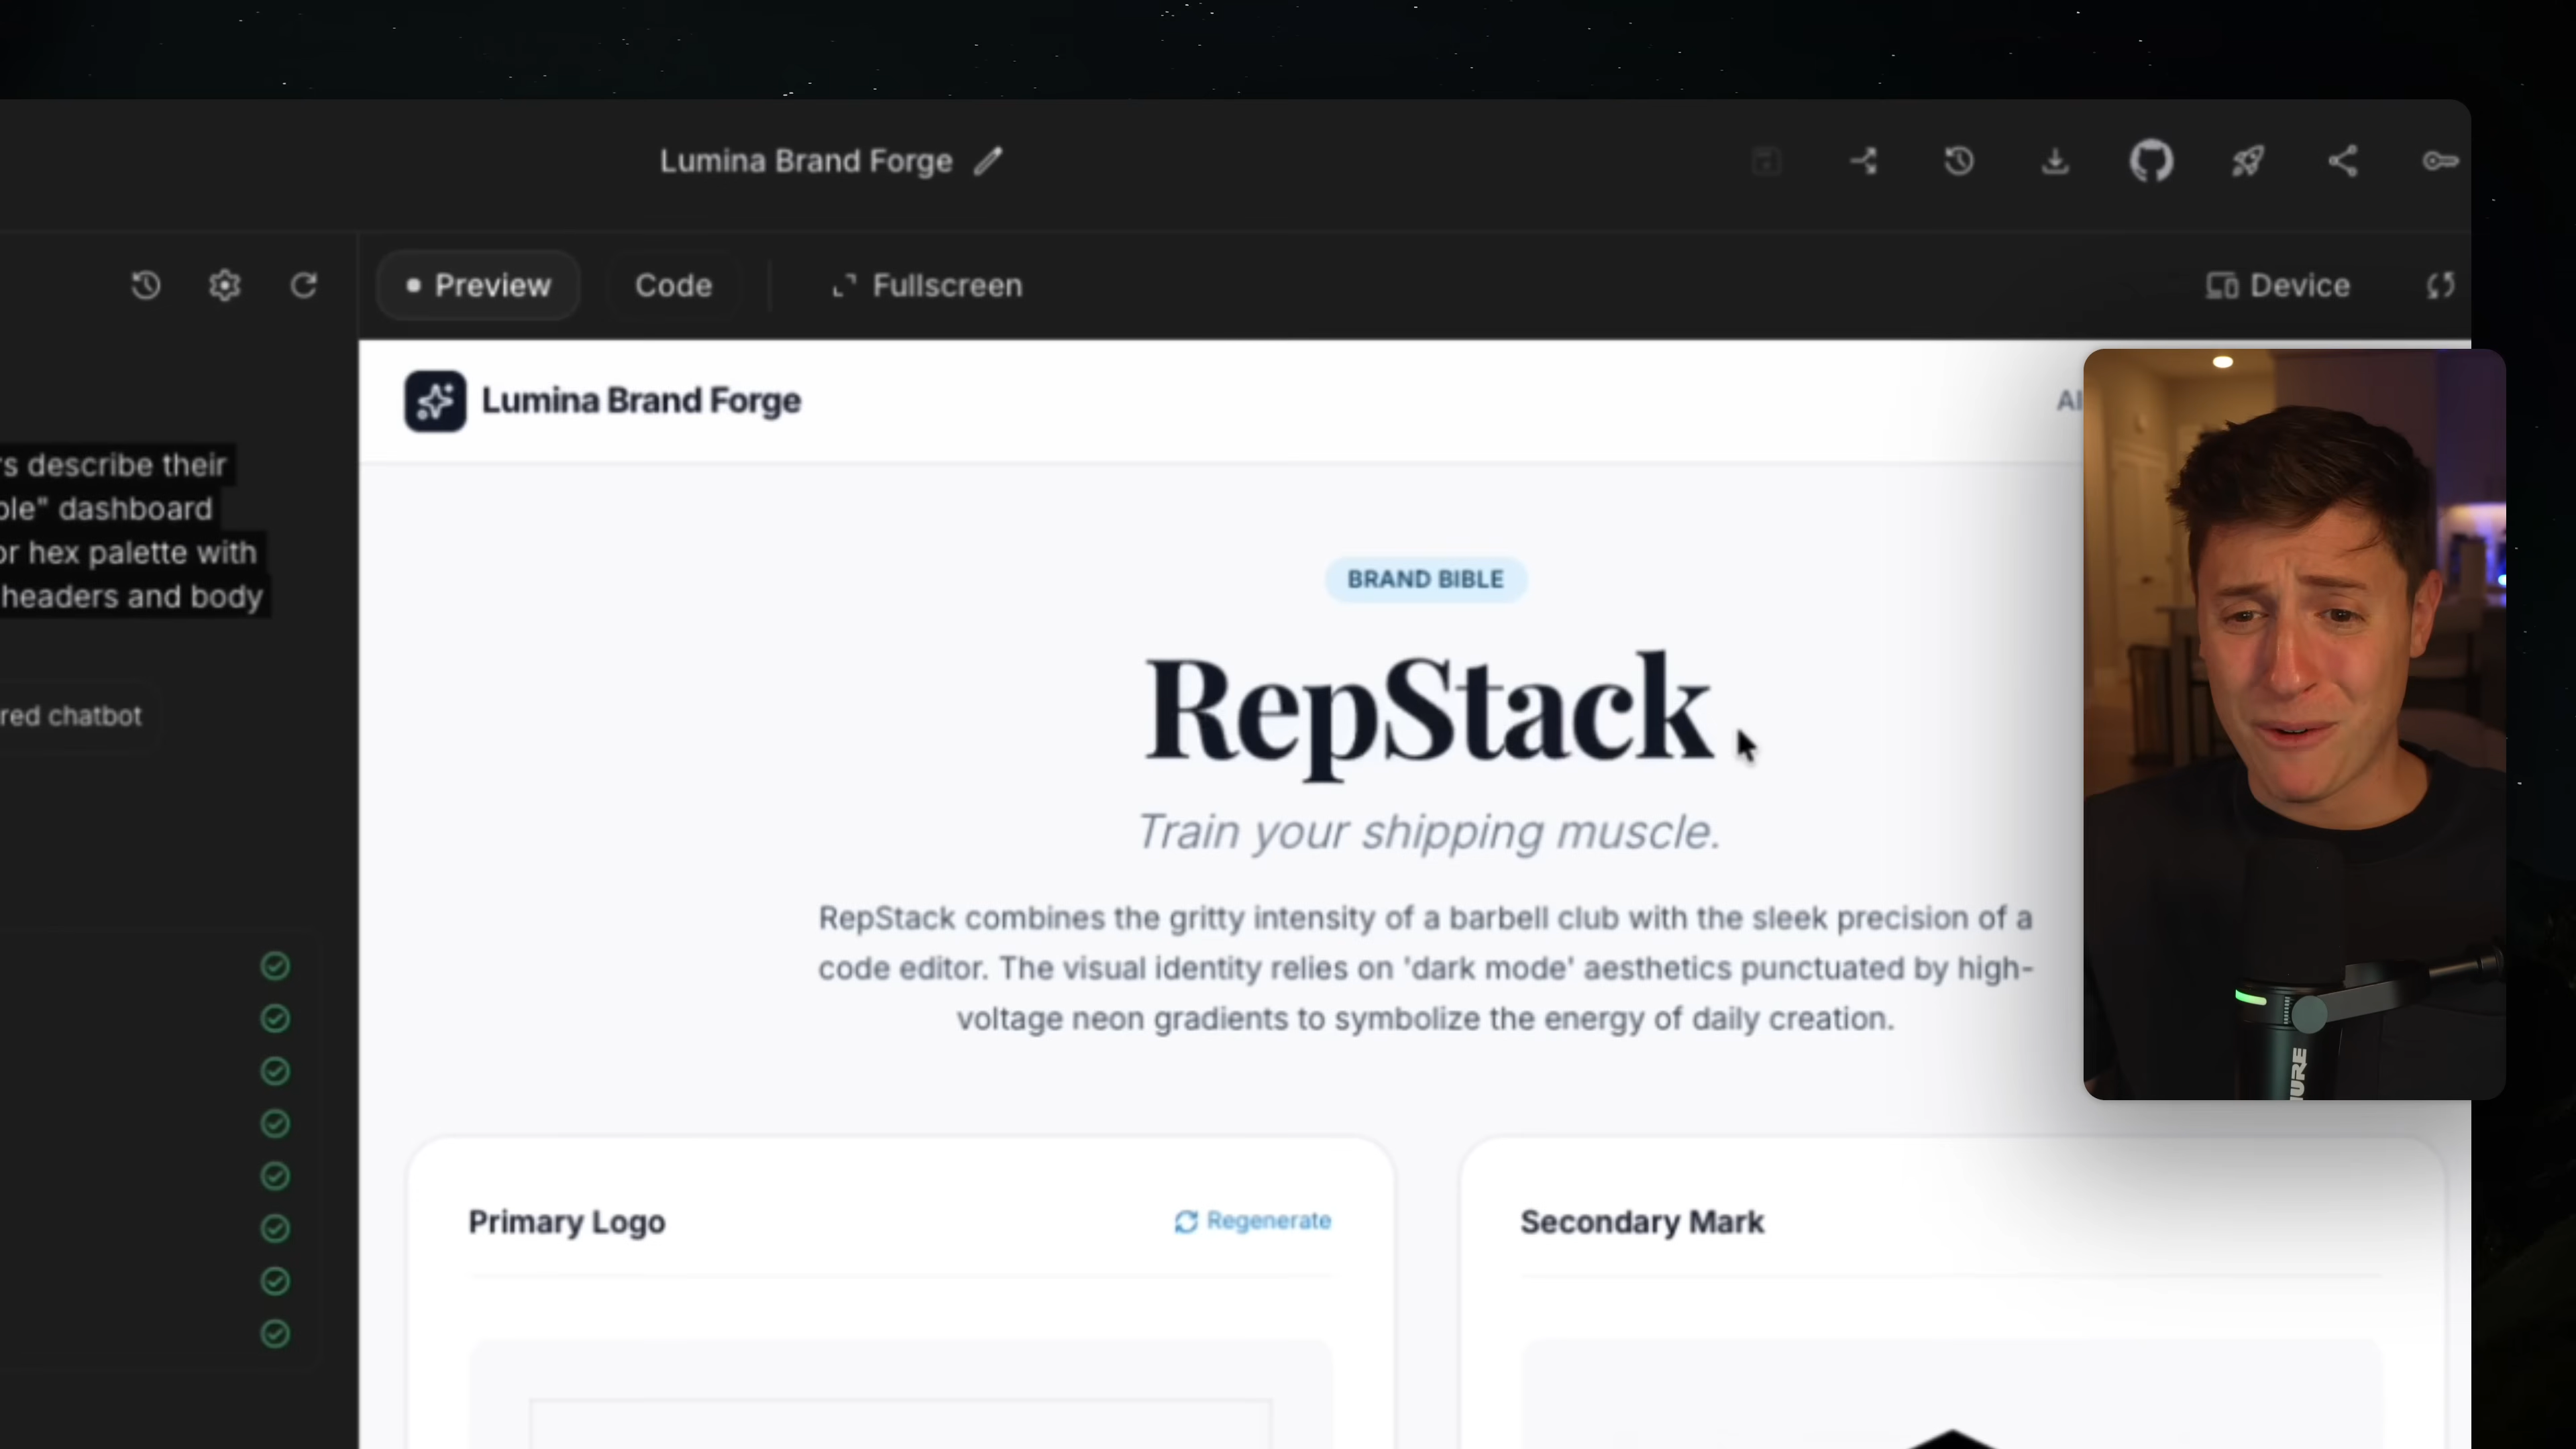 Lumina Brand Forge
Preview
Code
Fullscreen
Device
Lumina Brand Forge
describe their
dashboard
hex palette with
headers and body
chatbot
BRAND BIBLE
RepStack
Train your shipping muscle.
RepStack combines the gritty intensity of a barbell club with the sleek precision of a
code editor. The visual identity relies on 'dark mode' aesthetics punctuated by high-
voltage neon gradients to symbolize the energy of daily creation.
Primary Logo
Regenerate
Secondary Mark